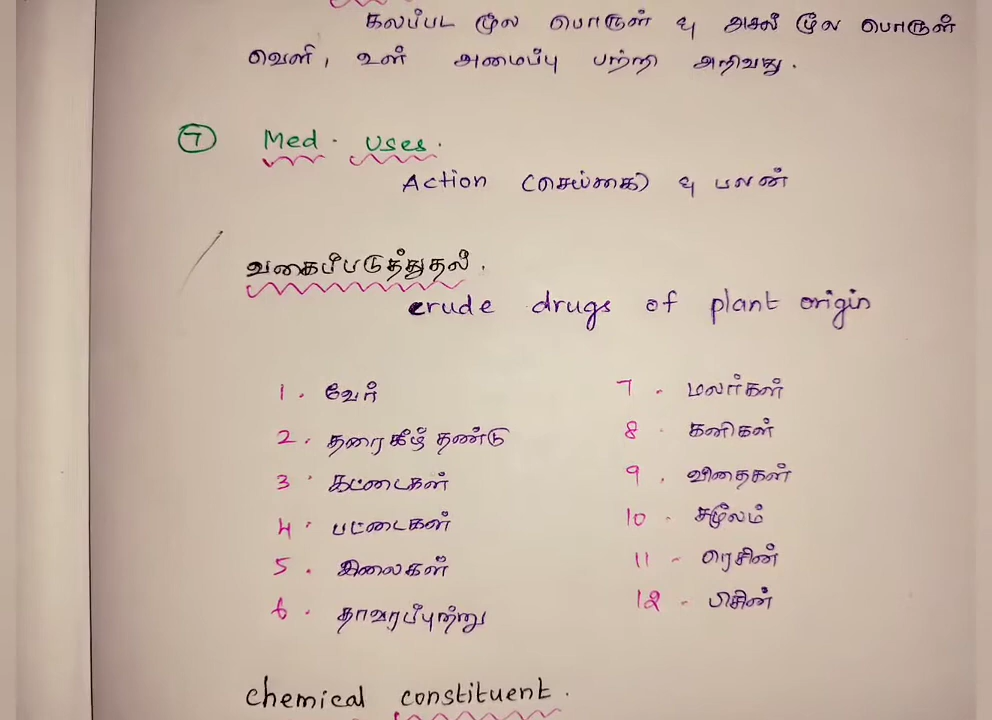 கலப்பட மூல பொருள் & அசல் மூல பொருள்
வெளி, உள் அமைப்பு பற்றி அறிவது.
7 Med. Uses.
Action (செய்கை) & பலன்
வகைப்படுத்துதல்.
crude drugs of plant origin
1. வேர்
2. தரைகீழ் தண்டு
3. கட்டைகள்
4. பட்டைகள்
5. இலைகள்
6. தாவரப்புற்று
7. மலர்கள்
8. கனிகள்
9. விதைகள்
10. சமூலம்
11. ரெசின்
12. பிசின்
chemical constituent.